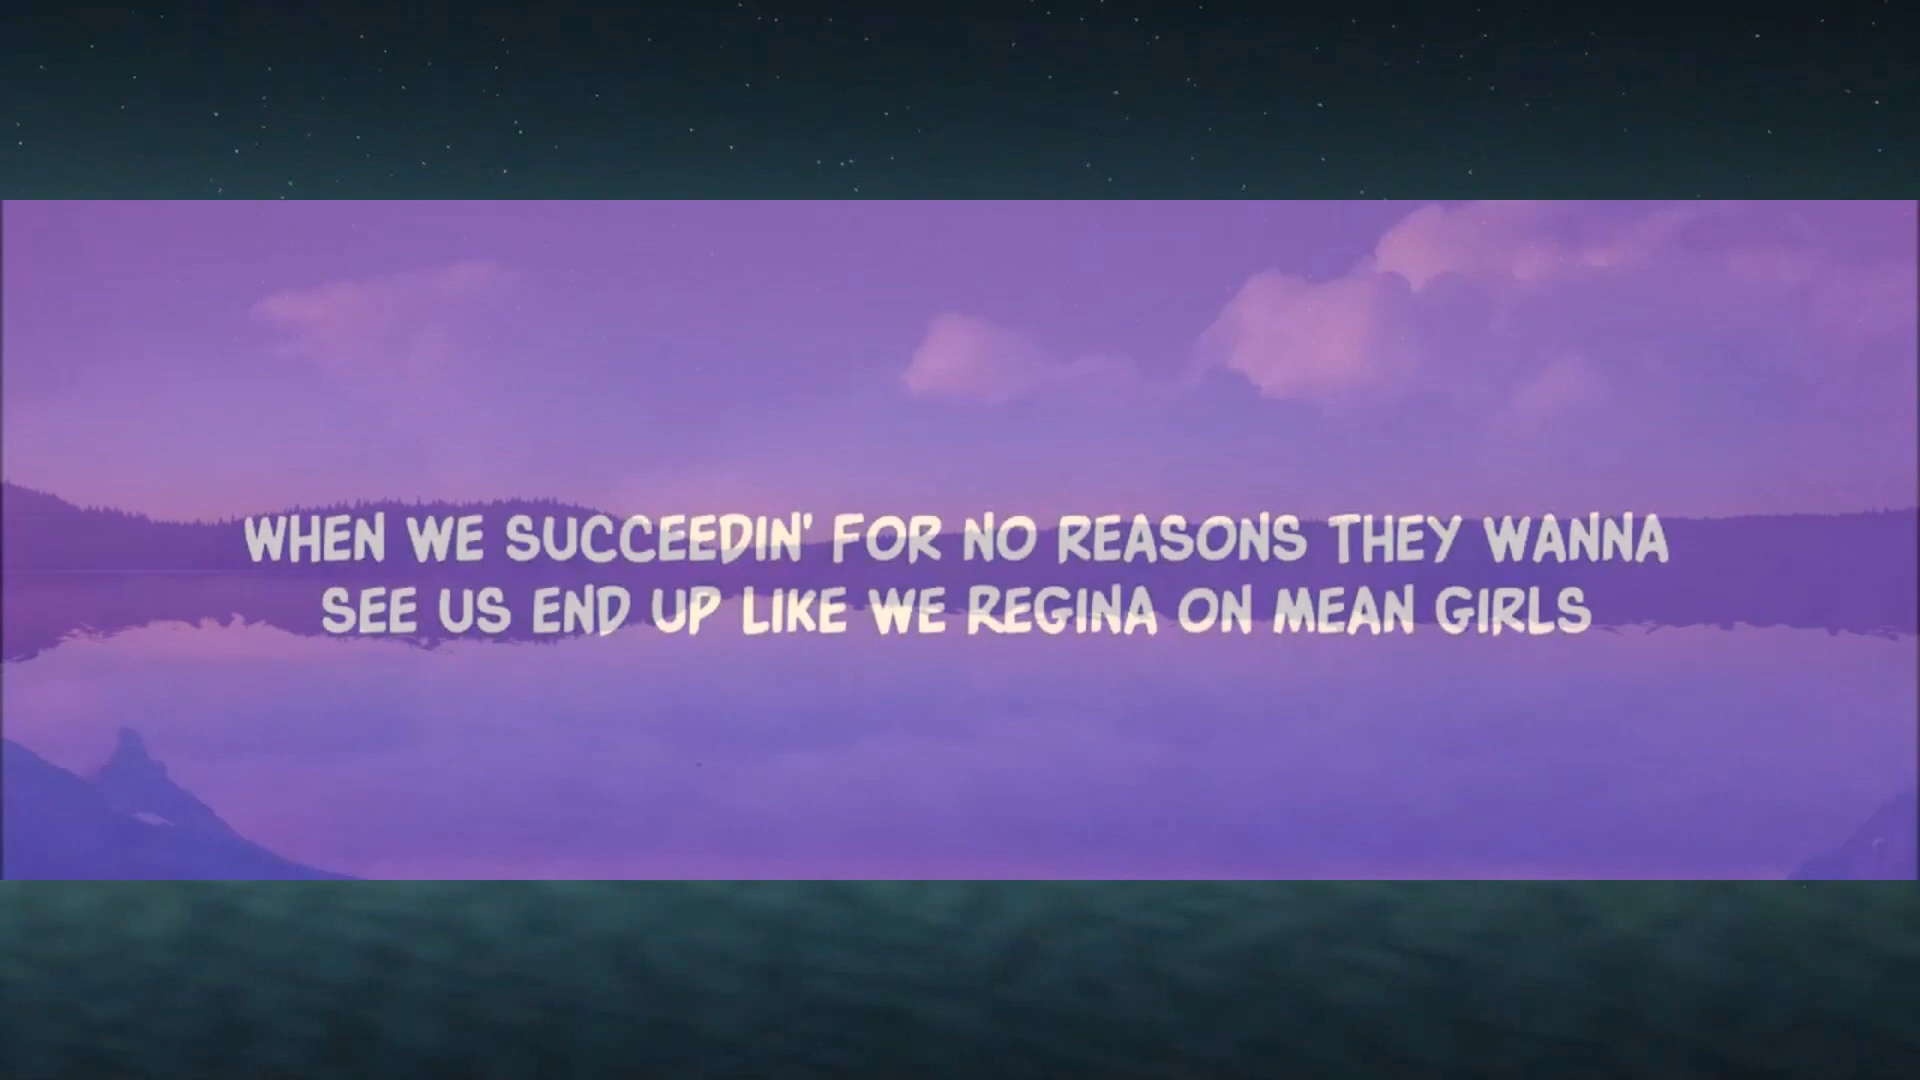 WHEN WE SUCCEEDIN' FOR NO REASONS THEY WANNA
SEE US END UP LIKE WE REGINA ON MEAN GIRLS